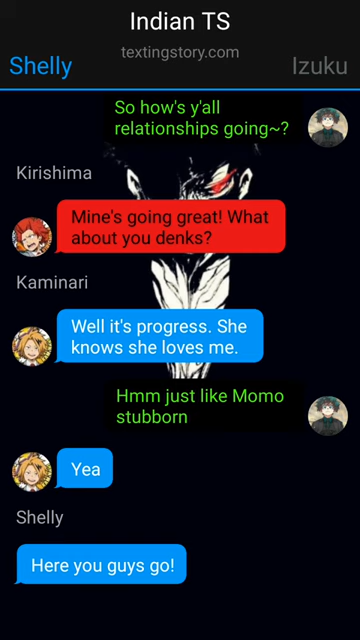 Indian TS
textingstory.com
Shelly
Izuku
So how's y'all
relationships going~?
Kirishima
Mine's going great! What
about you denks?
Kaminari
Well it's progress. She
knows she loves me.
Hmm just like Momo
stubborn
Yea
Shelly
Here you guys go!